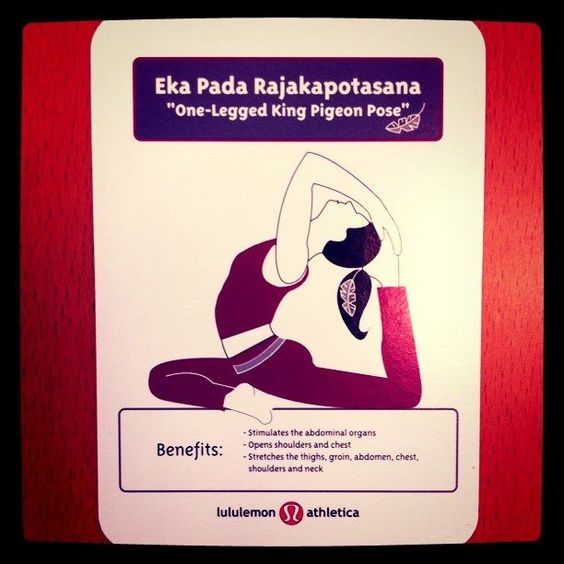 Eka Pada Rajakapotasana
"One-Legged King Pigeon Pose"
Benefits:
- Stimulates the abdominal organs
- Opens shoulders and chest
- Stretches the thighs, groin, abdomen, chest,
shoulders and neck
lululemon athletica